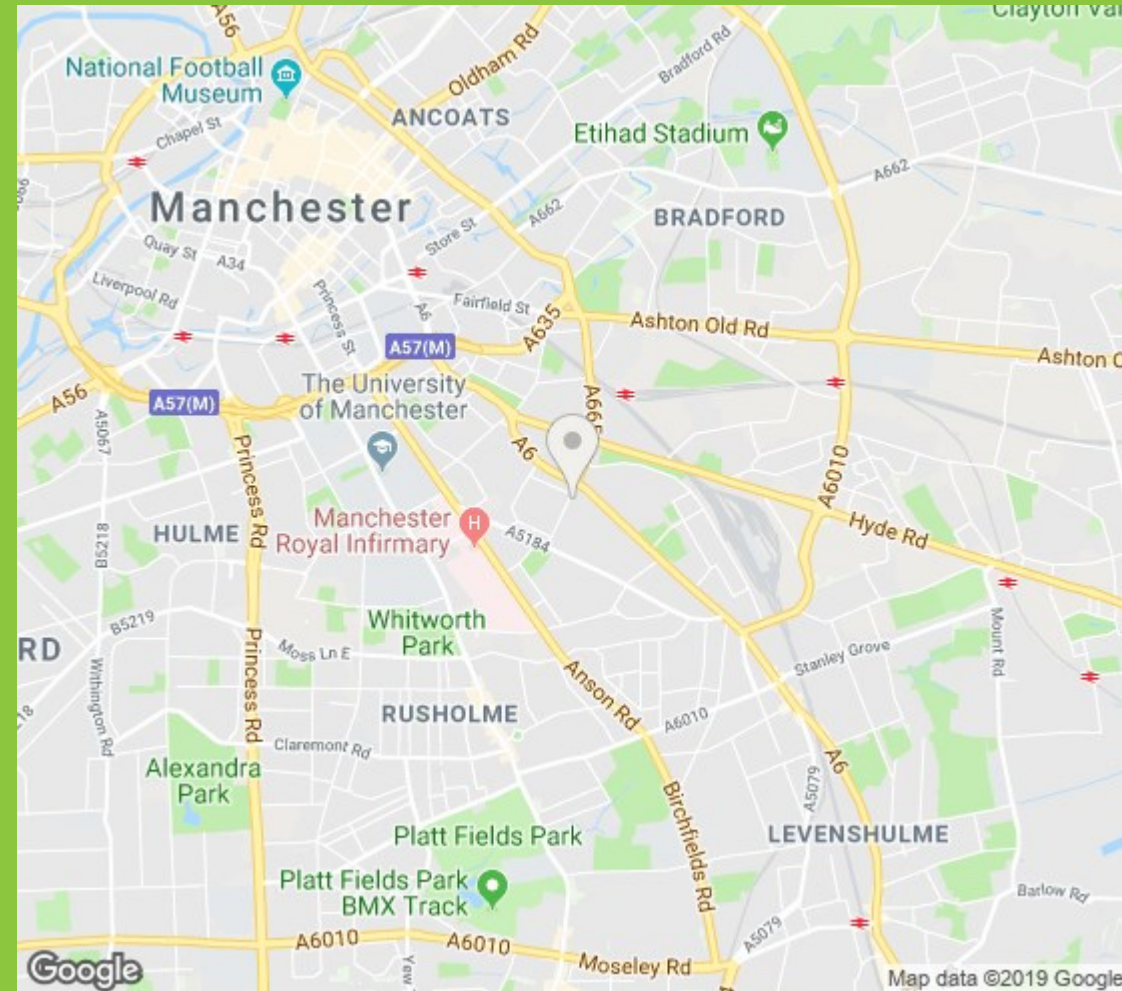 Clayton Val
A56
National Football
Museum
Oldham Rd
Bradford Rd
Chapel St
ANCOATS
Etihad Stadium
A662
Manchester
A662
BRADFORD
Store St
Quay St
A34
Liverpool Rd
Princess St
A6
Fairfield St
A635
Ashton Old Rd
A57(M)
Ashton O
A56
A57(M)
The University
of Manchester
A665
A5067
Princess Rd
A6
A6010
HULME
Manchester
Royal Infirmary
H
A5184
Hyde Rd
B5218
B5219
Whitworth
Park
RD
Moss Ln E
Princess Rd
Stanley Grove
Mount Rd
Withington Rd
Anson Rd
RUSHOLME
A6010
5218
Claremont Rd
A6
Alexandra
Park
A5079
Birchfields Rd
Platt Fields Park
LEVENSHULME
Platt Fields Park
BMX Track
Barlow Rd
A6010
A6010
A5079
Moseley Rd
Yew
Google
Map data ©2019 Google